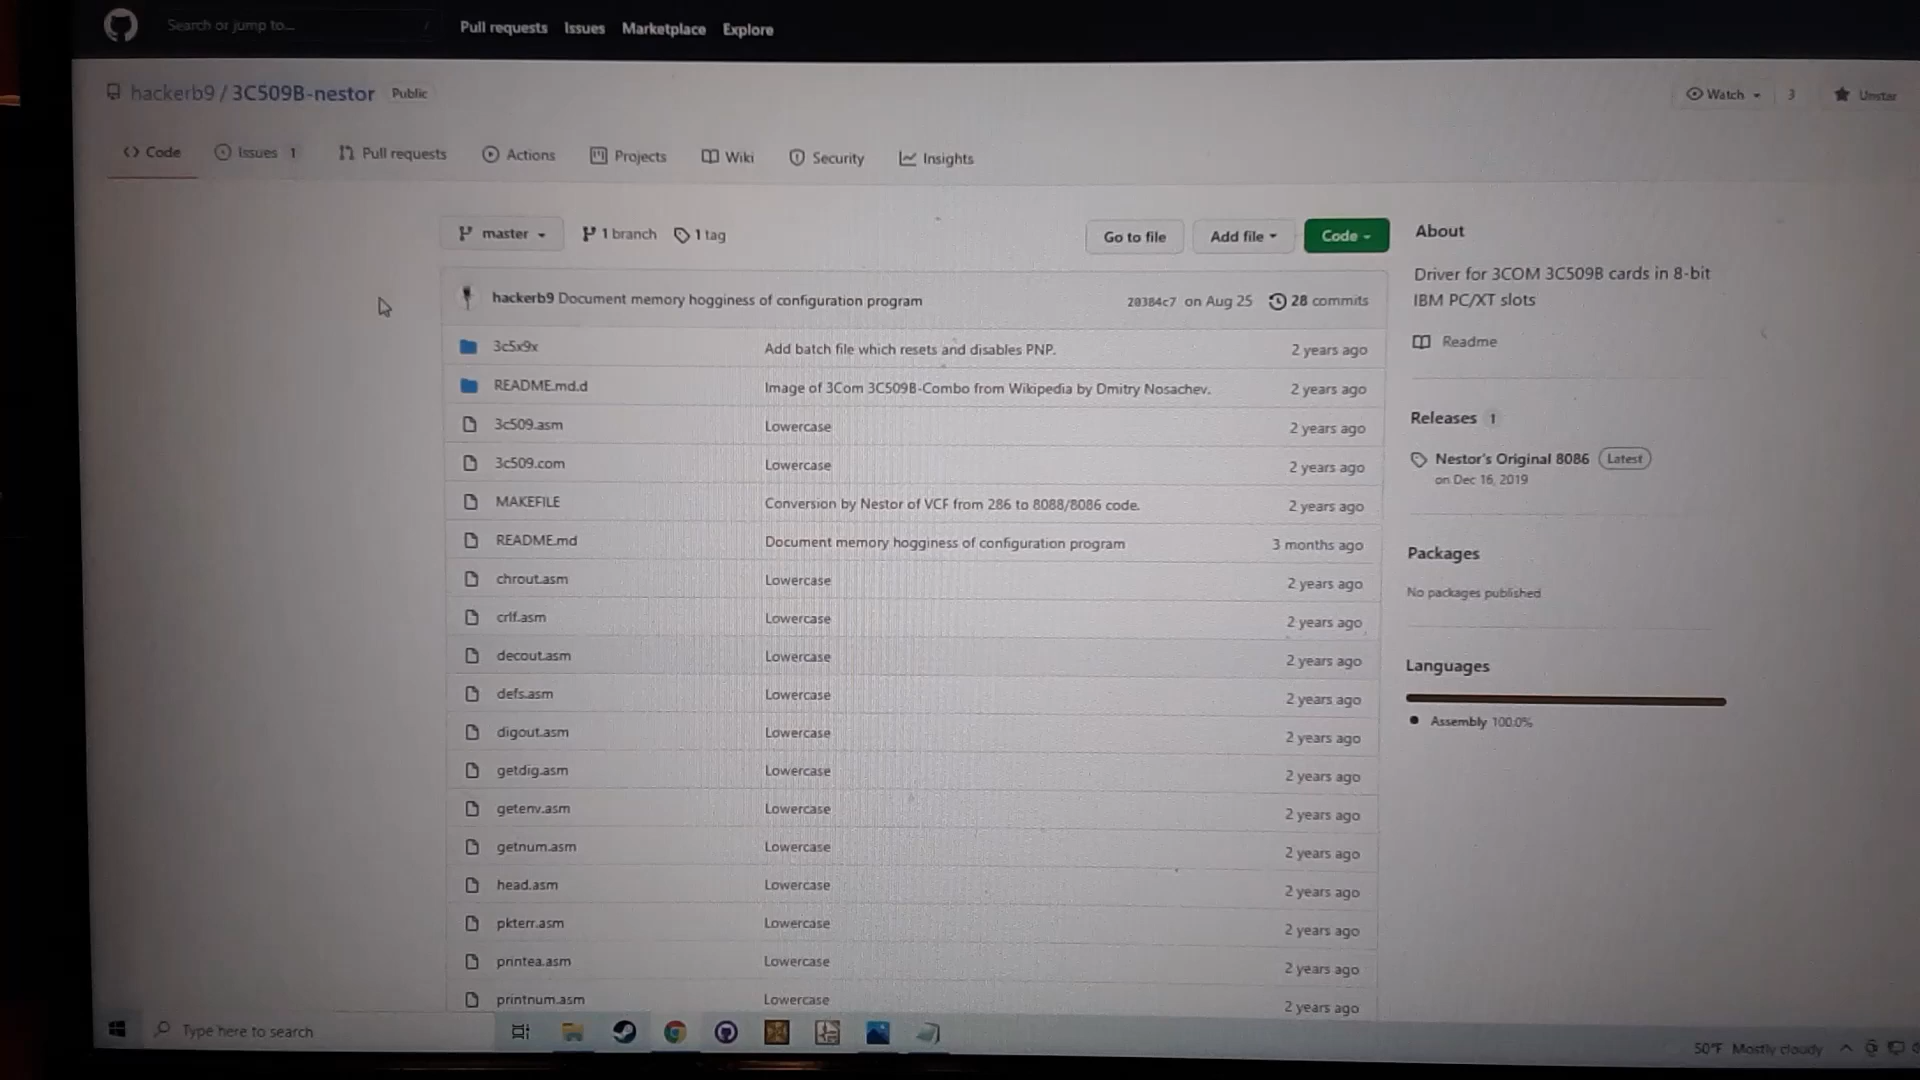 Search or jump to... /
Pull requests Issues Marketplace Explore
hackerb9 / 3C509B-nestor Public
Watch 3 Unstar
Code Issues 1 Pull requests Actions Projects Wiki Security Insights
master 1 branch 1 tag
Go to file Add file Code
hackerb9 Document memory hogginess of configuration program 20384c7 on Aug 25 28 commits
3c5x9x Add batch file which resets and disables PNP. 2 years ago
README.md.d Image of 3Com 3C509B-Combo from Wikipedia by Dmitry Nosachev. 2 years ago
3c509.asm Lowercase 2 years ago
3c509.com Lowercase 2 years ago
MAKEFILE Conversion by Nestor of VCF from 286 to 8088/8086 code. 2 years ago
README.md Document memory hogginess of configuration program 3 months ago
chrout.asm Lowercase 2 years ago
crlf.asm Lowercase 2 years ago
decout.asm Lowercase 2 years ago
defs.asm Lowercase 2 years ago
digout.asm Lowercase 2 years ago
getdig.asm Lowercase 2 years ago
getenv.asm Lowercase 2 years ago
getnum.asm Lowercase 2 years ago
head.asm Lowercase 2 years ago
pkterr.asm Lowercase 2 years ago
printea.asm Lowercase 2 years ago
printnum.asm Lowercase 2 years ago
About
Driver for 3COM 3C509B cards in 8-bit
IBM PC/XT slots
Readme
Releases 1
Nestor's Original 8086 Latest
on Dec 16, 2019
Packages
No packages published
Languages
Assembly 100.0%
Type here to search
50°F Mostly cloudy